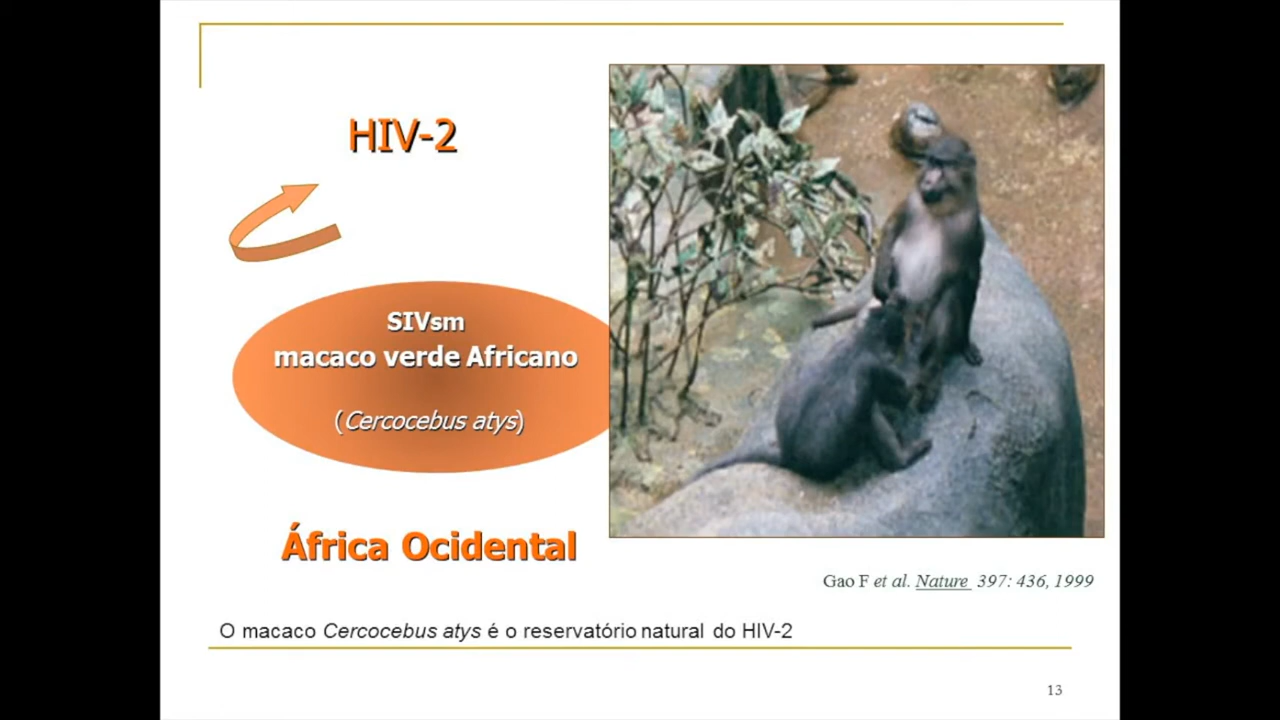 HIV-2
SIVsm
macaco verde Africano
(Cercocebus atys)
África Ocidental
Gao F et al. Nature 397: 436, 1999
O macaco Cercocebus atys é o reservatório natural do HIV-2
13